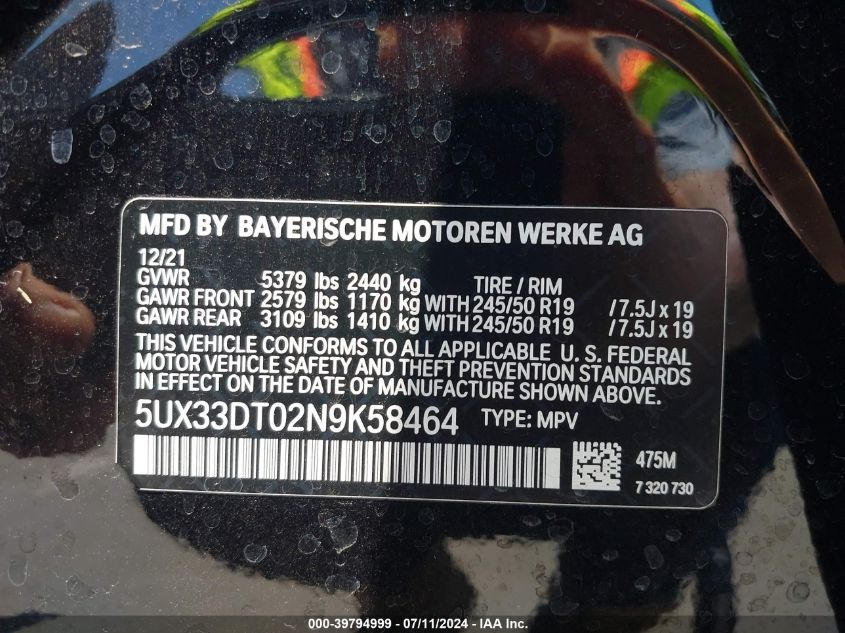 MFD BY BAYERISCHE MOTOREN WERKE AG
12/21
GVWR 5379 lbs 2440 kg TIRE / RIM
GAWR FRONT 2579 lbs 1170 kg WITH 245/50 R19 / 7.5J x 19
GAWR REAR 3109 lbs 1410 kg WITH 245/50 R19 / 7.5J x 19
THIS VEHICLE CONFORMS TO ALL APPLICABLE U. S. FEDERAL
MOTOR VEHICLE SAFETY AND THEFT PREVENTION STANDARDS
IN EFFECT ON THE DATE OF MANUFACTURE SHOWN ABOVE.
5UX33DT02N9K58464 TYPE: MPV
475M
7 320 730
000-39794999 - 07/11/2024 - IAA Inc.